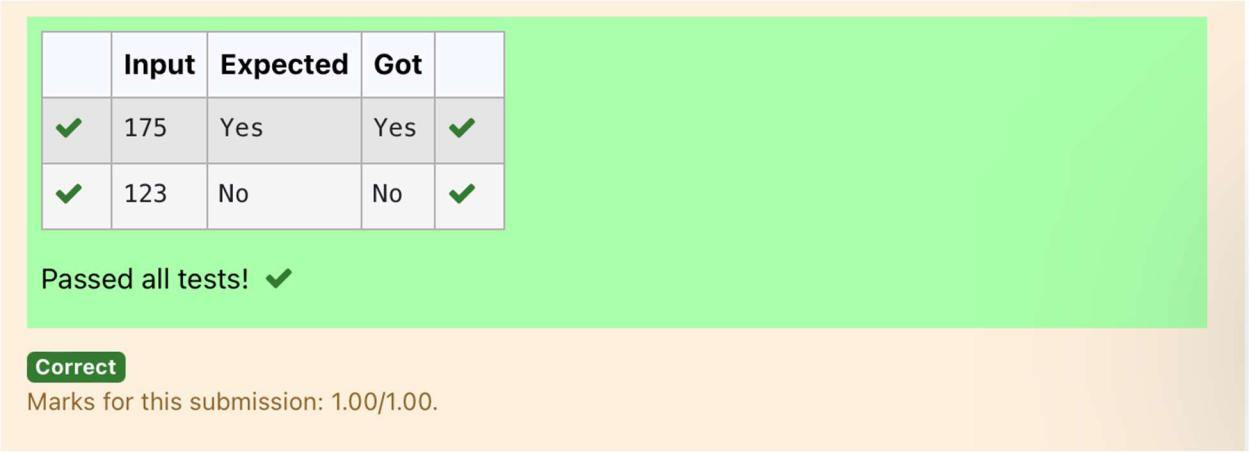 Input Expected Got
175 Yes Yes
123 No No
Passed all tests!
Correct
Marks for this submission: 1.00/1.00.